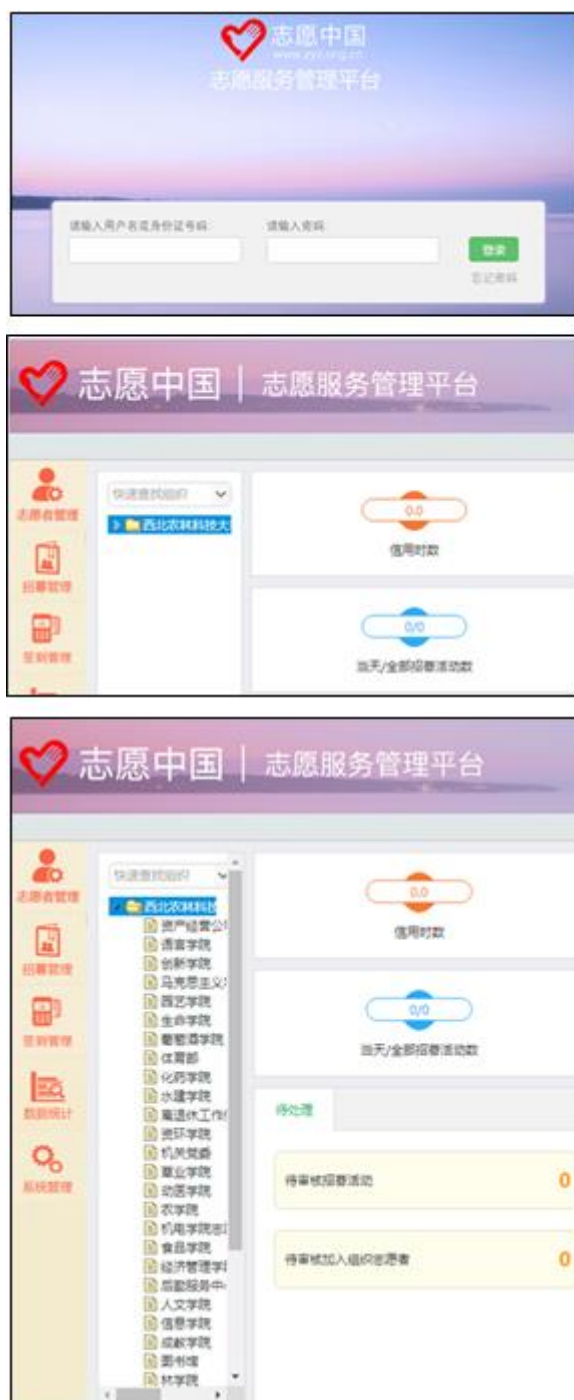 志愿中国
www.zyz.org.cn
志愿服务管理平台
请输入用户名或身份证号码
请输入密码
登录
忘记密码
志愿中国 | 志愿服务管理平台
志愿者管理
招募管理
签到管理
快速查找组织
西北农林科技大
0.0
信用时数
0/0
当天/全部招募活动数
志愿中国 | 志愿服务管理平台
志愿者管理
招募管理
签到管理
数据统计
系统管理
快速查找组织
西北农林科技
资产经营公
语言学院
创新学院
马克思主义
园艺学院
生命学院
葡萄酒学院
体育部
化药学院
水建学院
离退休工作
资环学院
机关党委
草业学院
动医学院
农学院
机电学院志
食品学院
经济管理学
后勤服务中
人文学院
信息学院
成教学院
图书馆
林学院
0.0
信用时数
0/0
当天/全部招募活动数
待处理
待审核招募活动 0
待审核加入组织志愿者 0